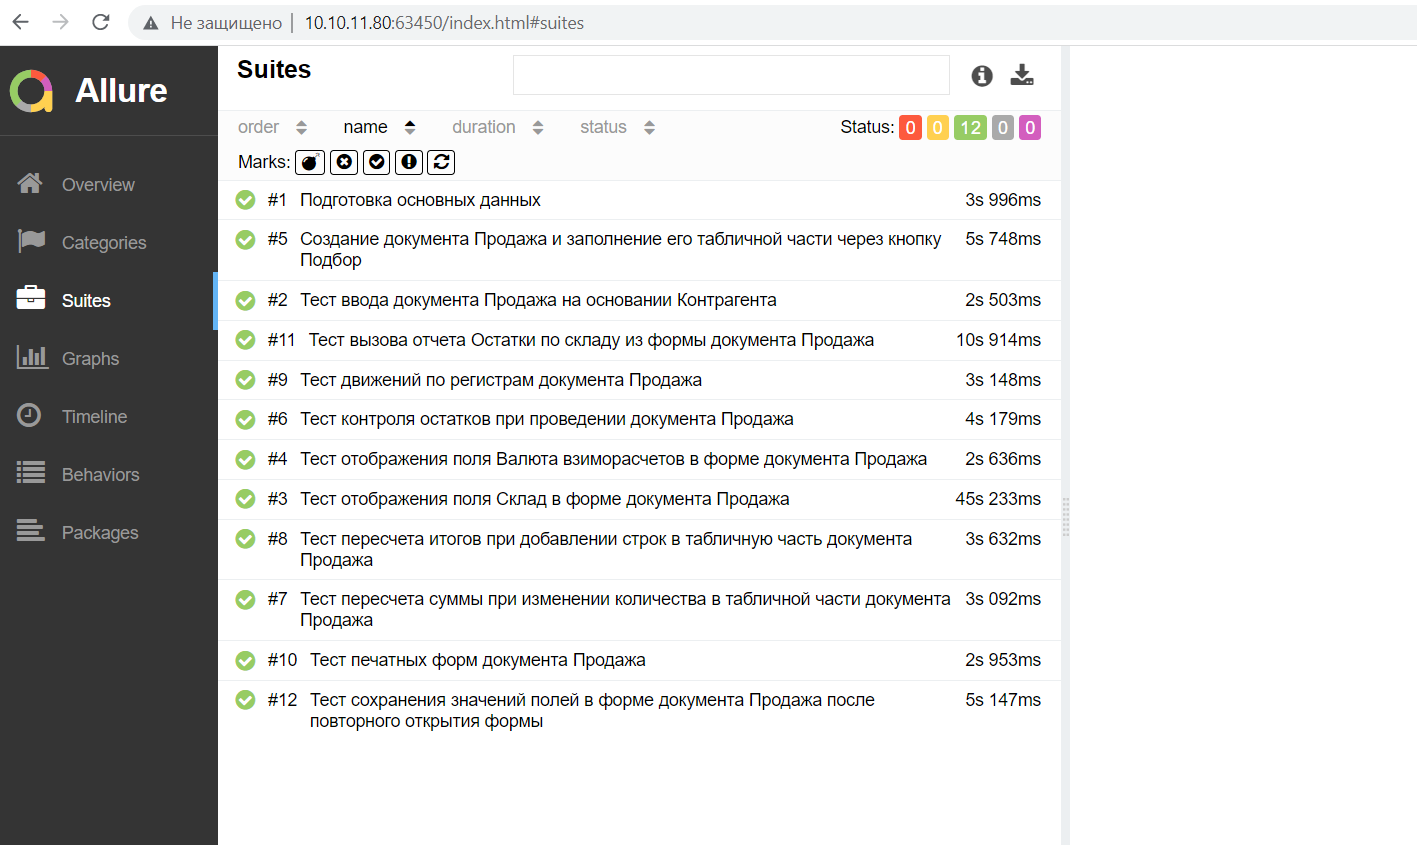 Не защищено | 10.10.11.80:63450/index.html#suites
Allure
Overview
Categories
Suites
Graphs
Timeline
Behaviors
Packages
Suites
order name duration status Status: 0 0 12 0 0
Marks:
#1 Подготовка основных данных 3s 996ms
#5 Создание документа Продажа и заполнение его табличной части через кнопку 5s 748ms
Подбор
#2 Тест ввода документа Продажа на основании Контрагента 2s 503ms
#11 Тест вызова отчета Остатки по складу из формы документа Продажа 10s 914ms
#9 Тест движений по регистрам документа Продажа 3s 148ms
#6 Тест контроля остатков при проведении документа Продажа 4s 179ms
#4 Тест отображения поля Валюта взиморасчетов в форме документа Продажа 2s 636ms
#3 Тест отображения поля Склад в форме документа Продажа 45s 233ms
#8 Тест пересчета итогов при добавлении строк в табличную часть документа 3s 632ms
Продажа
#7 Тест пересчета суммы при изменении количества в табличной части документа 3s 092ms
Продажа
#10 Тест печатных форм документа Продажа 2s 953ms
#12 Тест сохранения значений полей в форме документа Продажа после 5s 147ms
повторного открытия формы